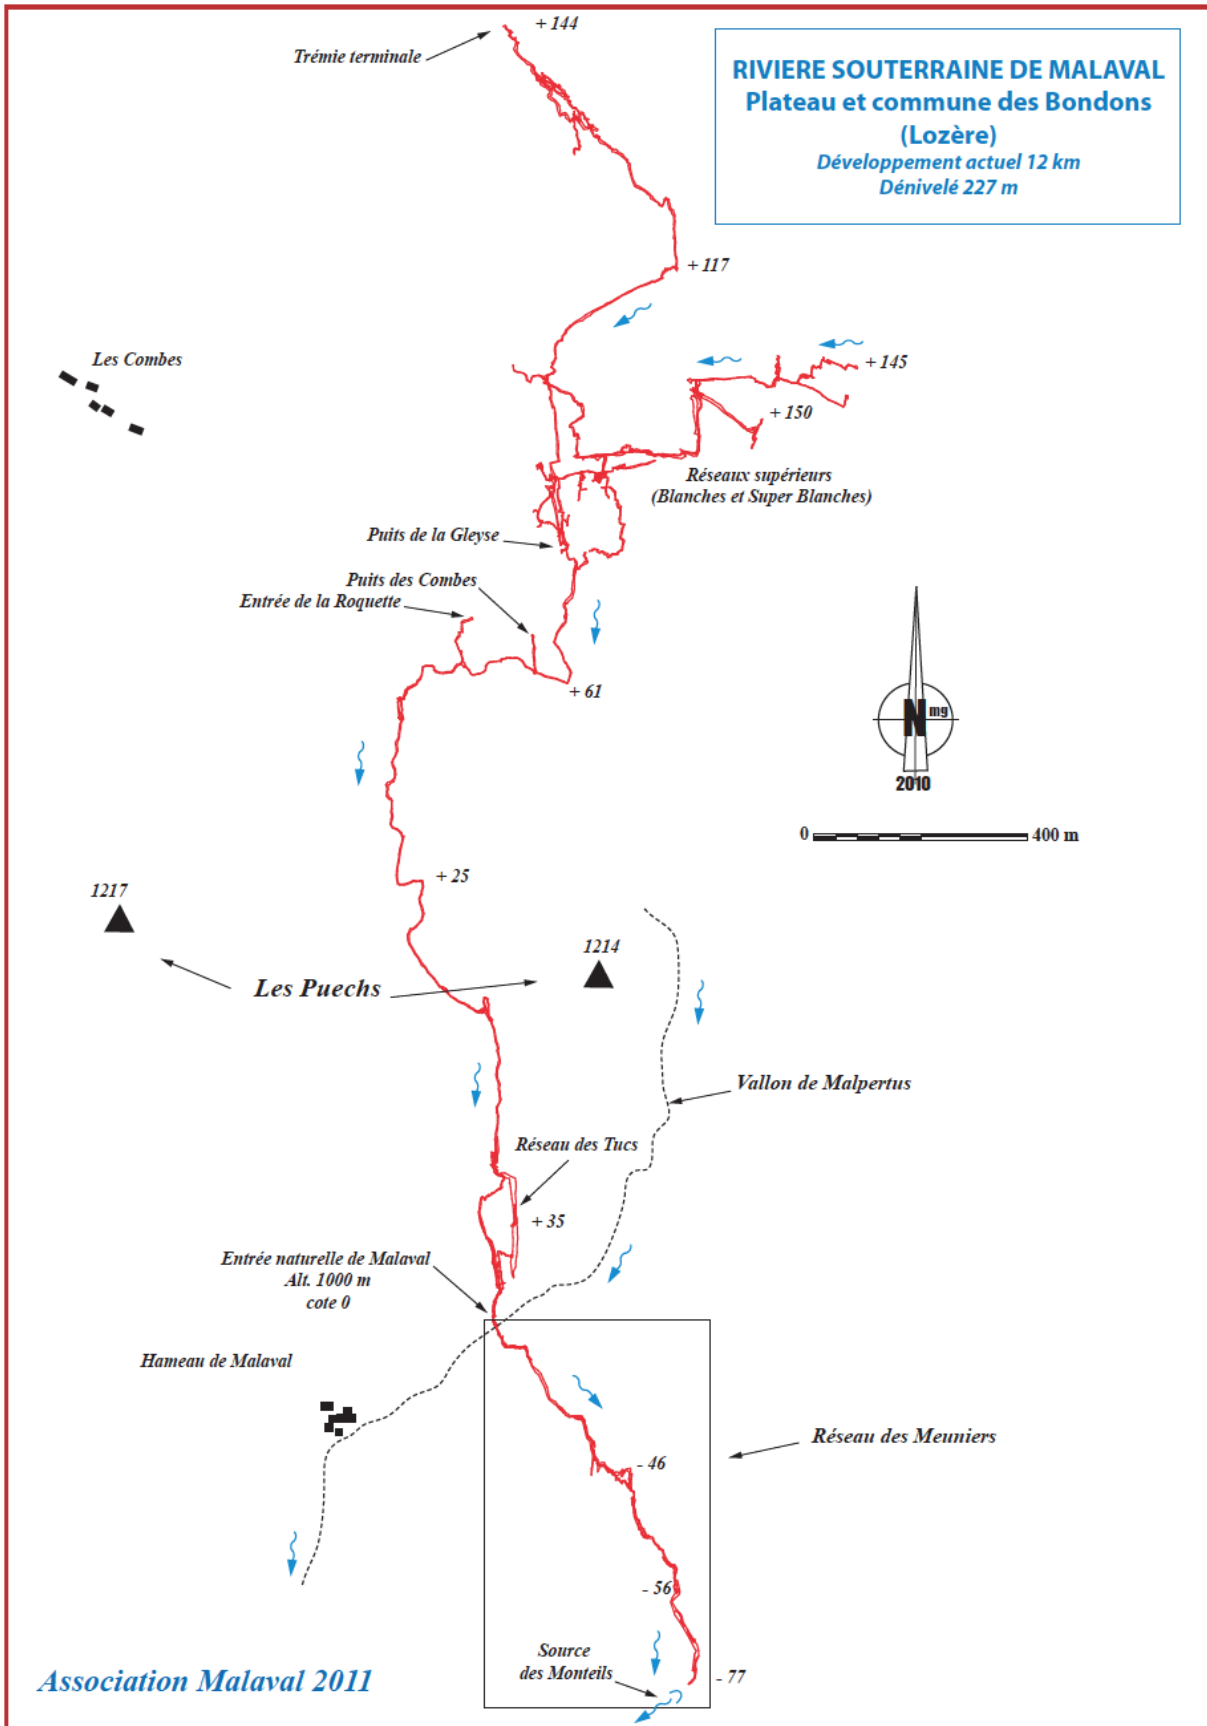 + 144
Trémie terminale
RIVIERE SOUTERRAINE DE MALAVAL
Plateau et commune des Bondons
(Lozère)
Développement actuel 12 km
Dénivelé 227 m
+ 117
Les Combes
+ 145
+ 150
Réseaux supérieurs
(Blanches et Super Blanches)
Puits de la Gleyse
Puits des Combes
Entrée de la Roquette
+ 61
N mg
2010
0 400 m
+ 25
1217
1214
Les Puechs
Vallon de Malpertus
Réseau des Tucs
+ 35
Entrée naturelle de Malaval
Alt. 1000 m
cote 0
Hameau de Malaval
Réseau des Meuniers
- 46
- 56
Source
des Monteils
- 77
Association Malaval 2011